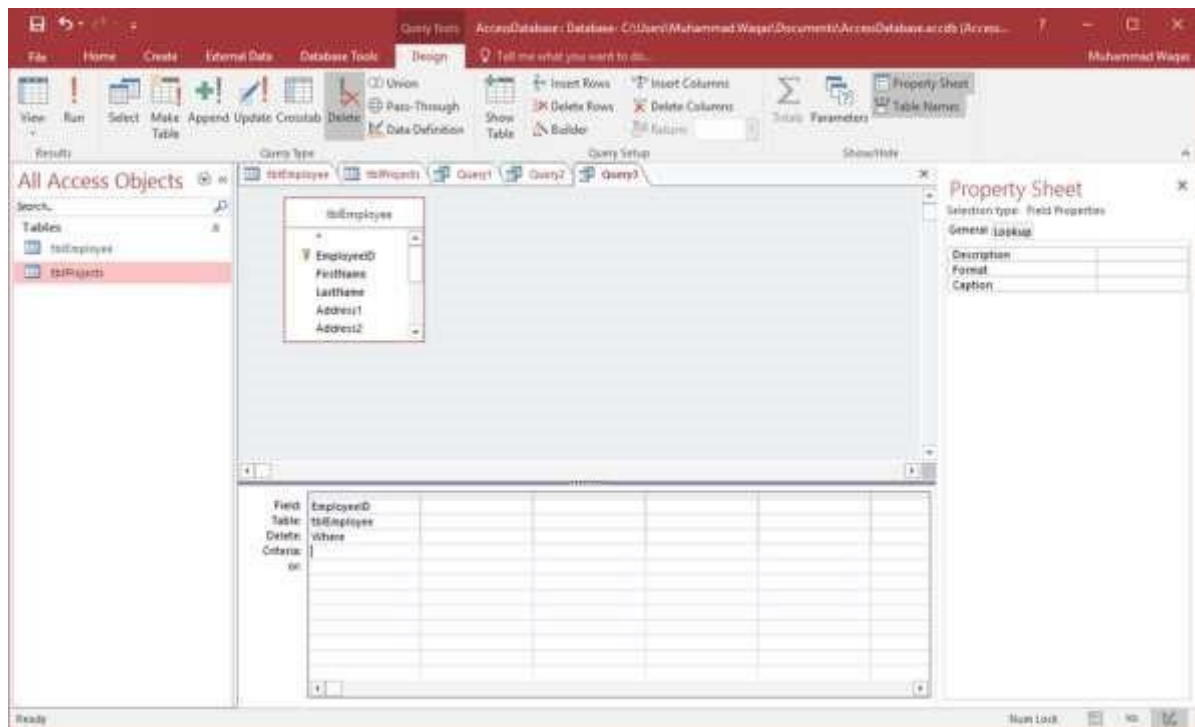 Query Tools
AccessDatabase : Database- C:\Users\Muhammad Waqas\Documents\AccessDatabase.accdb (Access...
?
File Home Create External Data Database Tools Design Tell me what you want to do...
Muhammad Waqas
View Run Select Make Table Append Update Crosstab Delete
Union
Pass-Through
Data Definition
Show Table
Insert Rows
Delete Rows
Builder
Insert Columns
Delete Columns
Return:
Totals Parameters
Property Sheet
Table Names
Results Query Type Query Setup Show/Hide
All Access Objects
Search...
Tables
tblEmployee
tblProjects
tblEmployee tblProjects Query1 Query2 Query3
tblEmployee
*
EmployeeID
FirstName
LastName
Address1
Address2
Field: EmployeeID
Table: tblEmployee
Delete: Where
Criteria:
or:
Property Sheet
Selection type: Field Properties
General Lookup
Description
Format
Caption
Ready
Num Lock
SQL